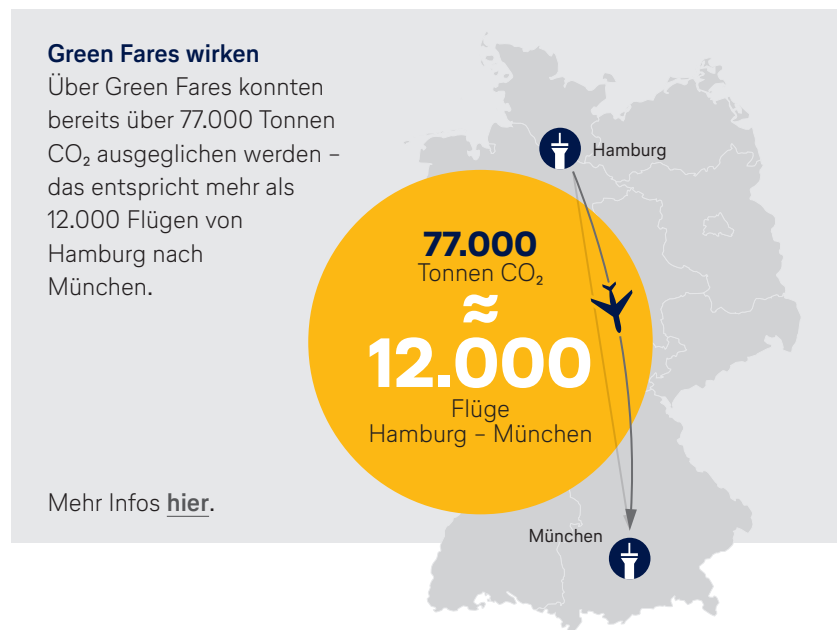 Green Fares wirken
Über Green Fares konnten
bereits über 77.000 Tonnen
CO₂ ausgeglichen werden –
das entspricht mehr als
12.000 Flügen von
Hamburg nach
München.
Hamburg
77.000
Tonnen CO₂
≈
12.000
Flüge
Hamburg – München
Mehr Infos hier.
München